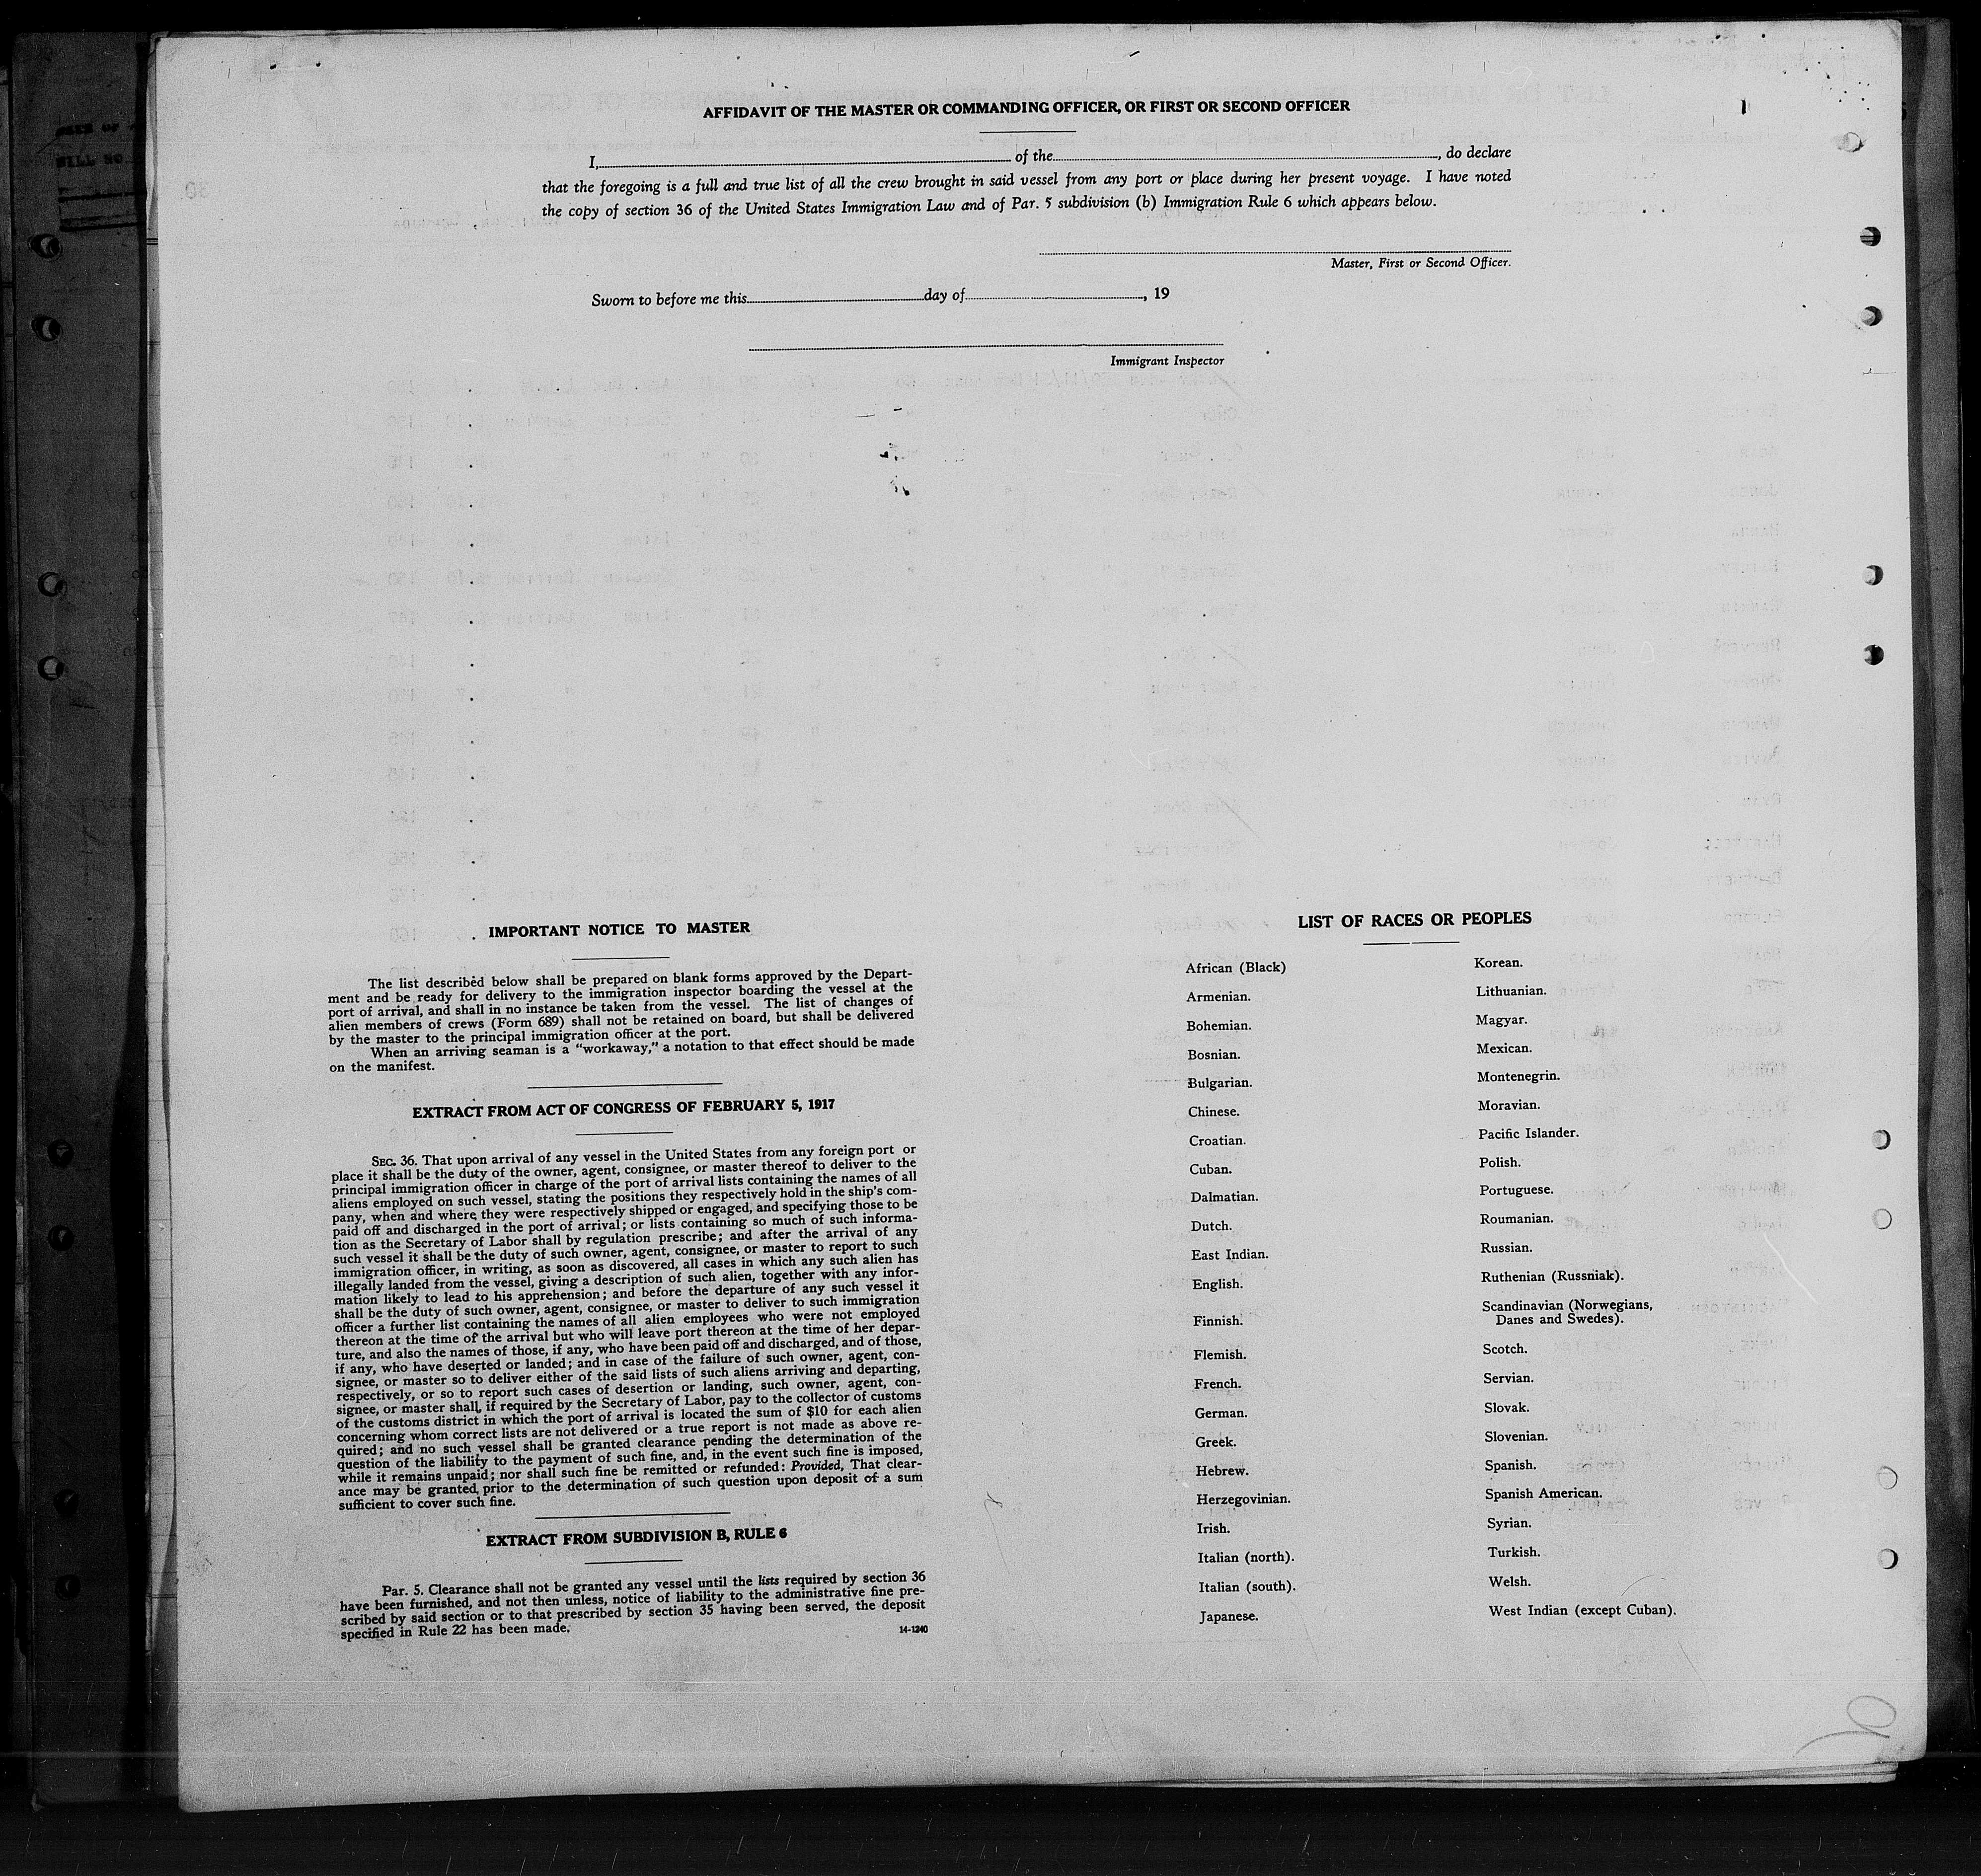 AFFIDAVIT OF THE MASTER OR COMMANDING OFFICER, OR FIRST OR SECOND OFFICER
I, of the , do declare
that the foregoing is a full and true list of all the crew brought in said vessel from any port or place during her present voyage. I have noted
the copy of section 36 of the United States Immigration Law and of Par. 5 subdivision (b) Immigration Rule 6 which appears below.
Master, First or Second Officer.
Sworn to before me this day of , 19
Immigrant Inspector
IMPORTANT NOTICE TO MASTER
The list described below shall be prepared on blank forms approved by the Depart-
ment and be ready for delivery to the immigration inspector boarding the vessel at the
port of arrival, and shall in no instance be taken from the vessel. The list of changes of
alien members of crews (Form 689) shall not be retained on board, but shall be delivered
by the master to the principal immigration officer at the port.
When an arriving seaman is a "workaway," a notation to that effect should be made
on the manifest.
EXTRACT FROM ACT OF CONGRESS OF FEBRUARY 5, 1917
SEC. 36. That upon arrival of any vessel in the United States from any foreign port or
place it shall be the duty of the owner, agent, consignee, or master thereof to deliver to the
principal immigration officer in charge of the port of arrival lists containing the names of all
aliens employed on such vessel, stating the positions they respectively hold in the ship's com-
pany, when and where they were respectively shipped or engaged, and specifying those to be
paid off and discharged in the port of arrival; or lists containing so much of such informa-
tion as the Secretary of Labor shall by regulation prescribe; and after the arrival of any
such vessel it shall be the duty of such owner, agent, consignee, or master to report to such
immigration officer, in writing, as soon as discovered, all cases in which any such alien has
illegally landed from the vessel, giving a description of such alien, together with any infor-
mation likely to lead to his apprehension; and before the departure of any such vessel it
shall be the duty of such owner, agent, consignee, or master to deliver to such immigration
officer a further list containing the names of all alien employees who were not employed
thereon at the time of the arrival but who will leave port thereon at the time of her depar-
ture, and also the names of those, if any, who have been paid off and discharged, and of those,
if any, who have deserted or landed; and in case of the failure of such owner, agent, con-
signee, or master so to deliver either of the said lists of such aliens arriving and departing,
respectively, or so to report such cases of desertion or landing, such owner, agent, con-
signee, or master shall, if required by the Secretary of Labor, pay to the collector of customs
of the customs district in which the port of arrival is located the sum of $10 for each alien
concerning whom correct lists are not delivered or a true report is not made as above re-
quired; and no such vessel shall be granted clearance pending the determination of the
question of the liability to the payment of such fine, and, in the event such fine is imposed,
while it remains unpaid; nor shall such fine be remitted or refunded: Provided, That clear-
ance may be granted prior to the determination of such question upon deposit of a sum
sufficient to cover such fine.
EXTRACT FROM SUBDIVISION B, RULE 6
Par. 5. Clearance shall not be granted any vessel until the lists required by section 36
have been furnished, and not then unless, notice of liability to the administrative fine pre-
scribed by said section or to that prescribed by section 35 having been served, the deposit
specified in Rule 22 has been made.
14-1240
LIST OF RACES OR PEOPLES
African (Black)
Armenian.
Bohemian.
Bosnian.
Bulgarian.
Chinese.
Croatian.
Cuban.
Dalmatian.
Dutch.
East Indian.
English.
Finnish.
Flemish.
French.
German.
Greek.
Hebrew.
Herzegovinian.
Irish.
Italian (north).
Italian (south).
Japanese.
Korean.
Lithuanian.
Magyar.
Mexican.
Montenegrin.
Moravian.
Pacific Islander.
Polish.
Portuguese.
Roumanian.
Russian.
Ruthenian (Russniak).
Scandinavian (Norwegians,
Danes and Swedes).
Scotch.
Servian.
Slovak.
Slovenian.
Spanish.
Spanish American.
Syrian.
Turkish.
Welsh.
West Indian (except Cuban).